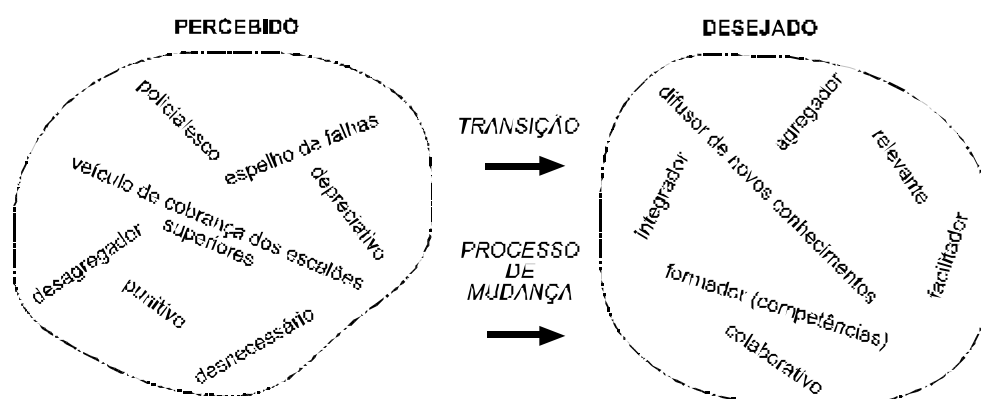 PERCEBIDO
policialesco
espelho de falhas
depreciativo
veículo de cobrança dos escalões
superiores
desagregador
punitivo
desnecessário
TRANSIÇÃO
PROCESSO
DE
MUDANÇA
DESEJADO
difusor de novos conhecimentos
agregador
relevante
integrador
facilitador
formador (competências)
colaborativo